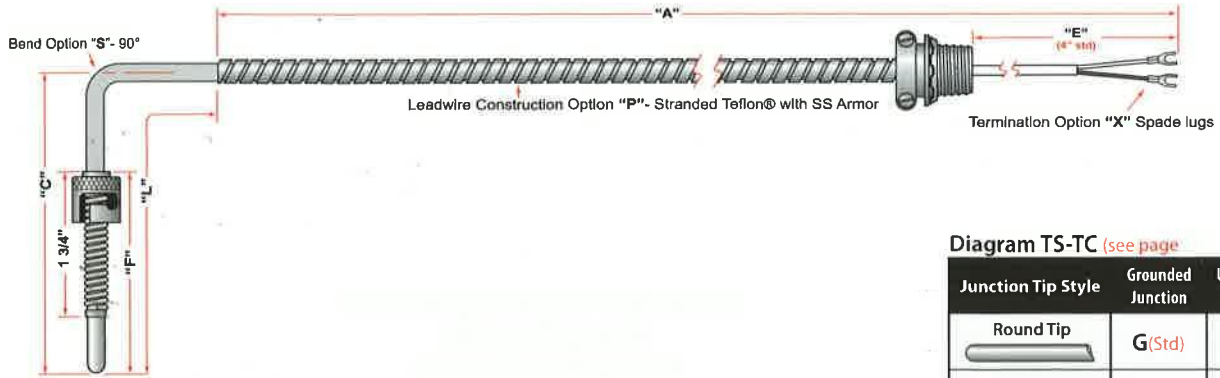 "A"
Bend Option "S"- 90°
"E"
(4" std)
Leadwire Construction Option "P"- Stranded Teflon® with SS Armor
Termination Option "X" Spade lugs
"C"
1 3/4"
"F"
"L"
Diagram TS-TC (see page
Junction Tip Style
Grounded
Junction
Round Tip
G(Std)